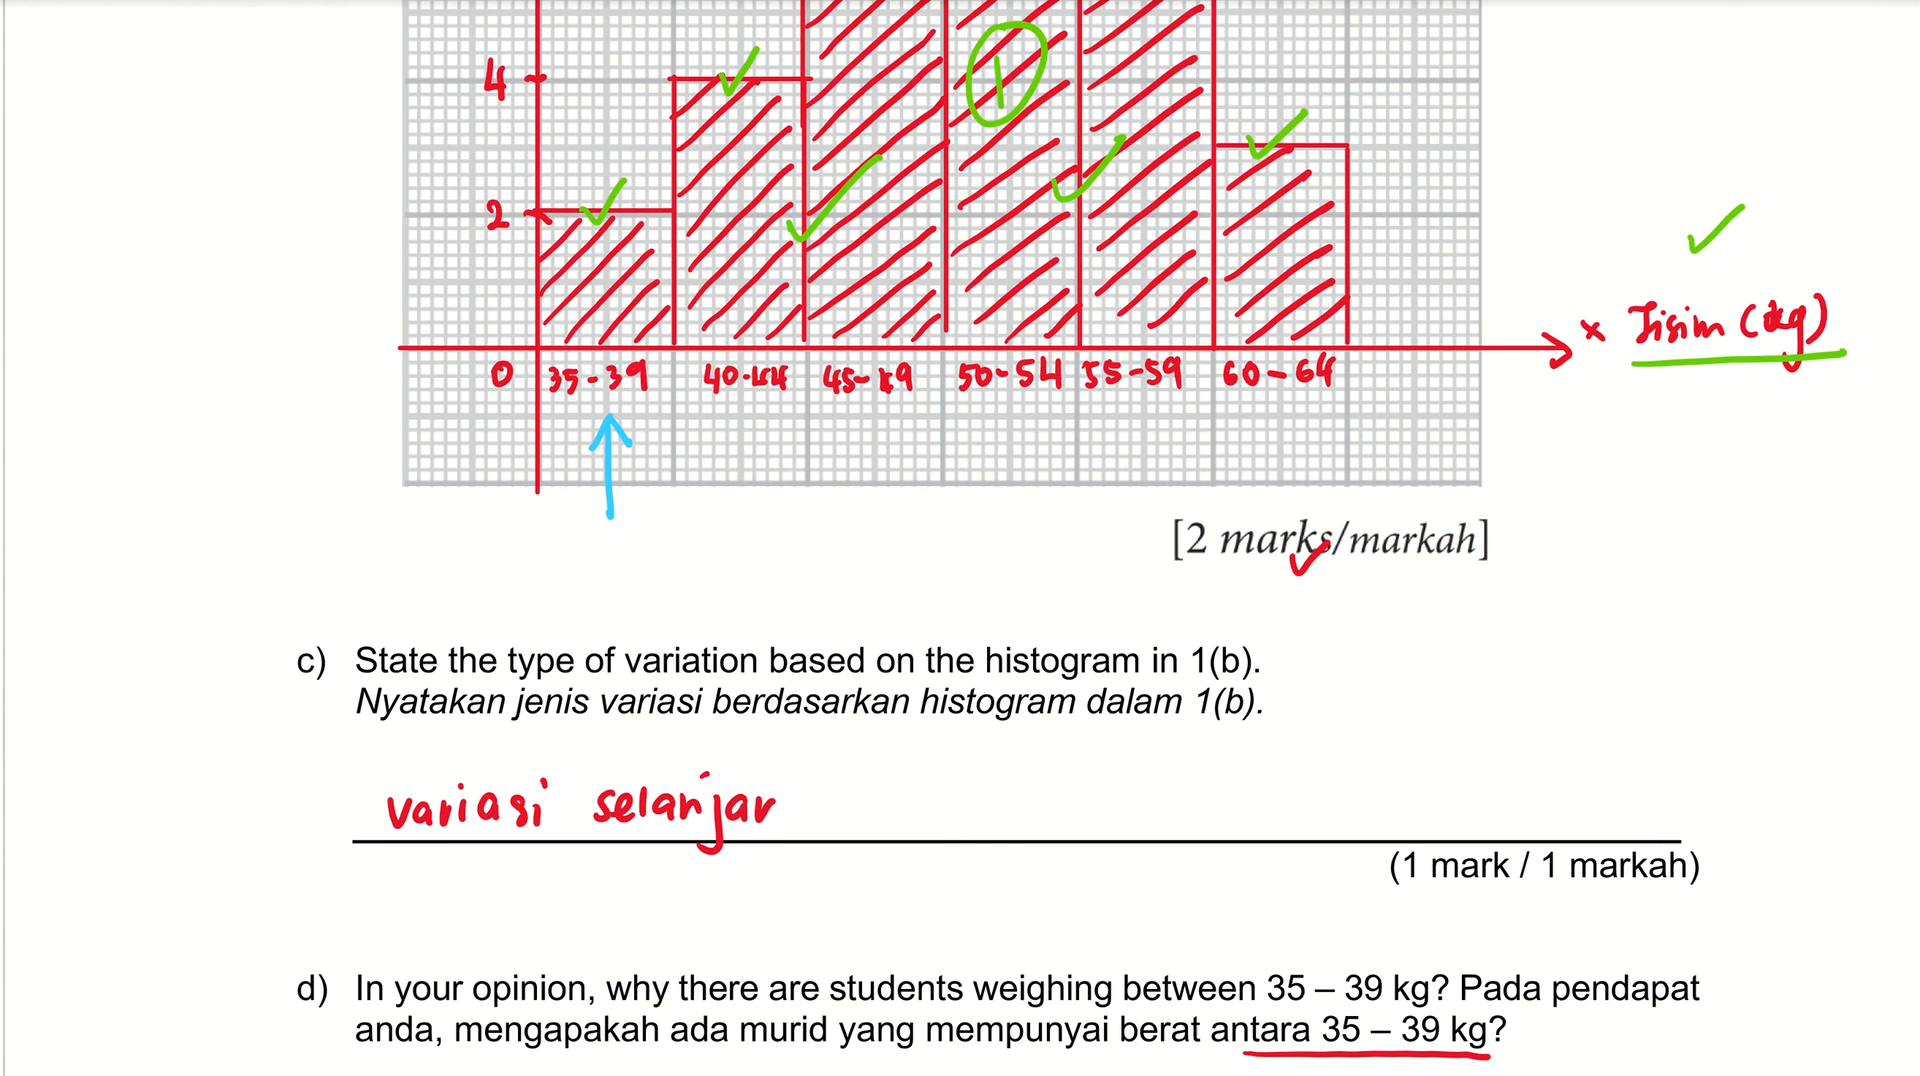 4
1
2
x Jisim (kg)
0 35-39 40-44 45-49 50-54 55-59 60-64
[2 marks/markah]
c) State the type of variation based on the histogram in 1(b).
Nyatakan jenis variasi berdasarkan histogram dalam 1(b).
variasi selanjar
(1 mark / 1 markah)
d) In your opinion, why there are students weighing between 35 – 39 kg? Pada pendapat
anda, mengapakah ada murid yang mempunyai berat antara 35 – 39 kg?